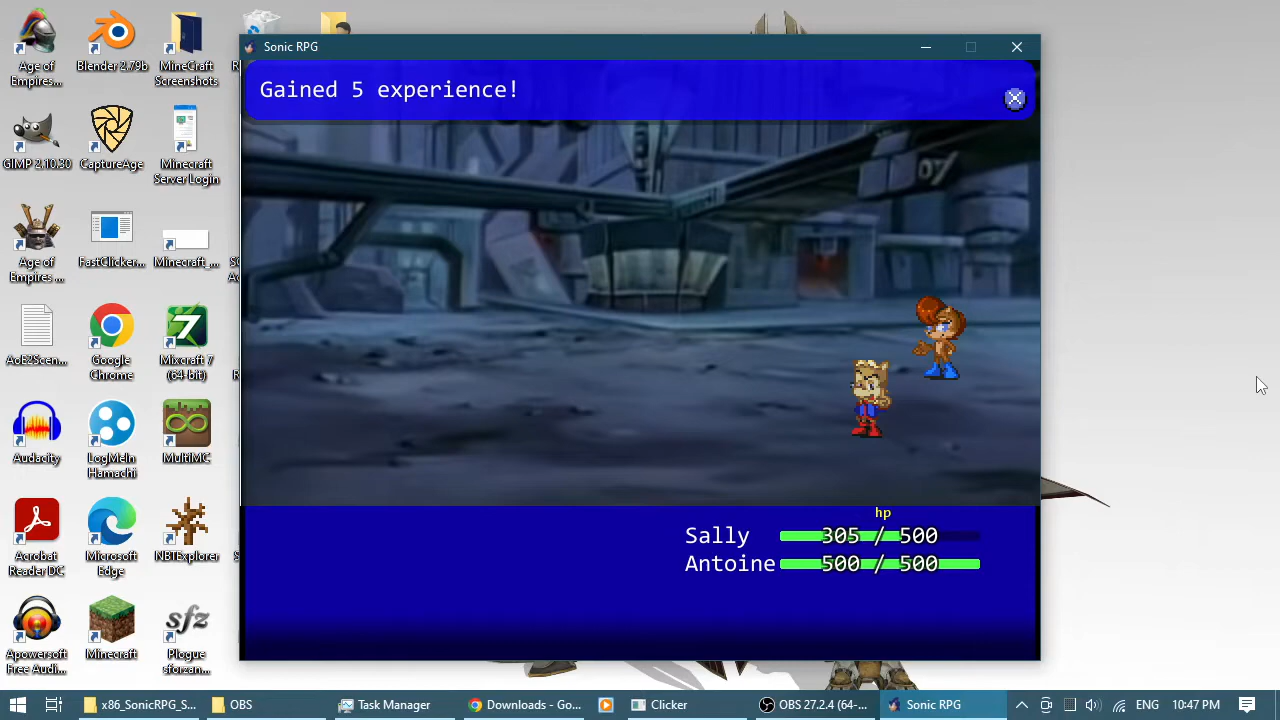 Sonic RPG
Gained 5 experience!
hp
Sally 305 / 500
Antoine 500 / 500
Age of
Empires...
Blender 2.79b
MineCraft
Screenshots
GIMP 2.10.30
CaptureAge
Minecraft
Server Login
Age of
Empires ...
FastClicker...
Minecraft_...
AoE2Scen...
Google
Chrome
Mixcraft 7
(64-bit)
Audacity
LogMeIn
Hamachi
MultiMC
Acrobat
Reader DC
Microsoft
Edge
NBTExplorer
Apowersoft
Free Audi...
Minecraft
sfz
Plogue
sforzan...
x86_SonicRPG_S...
OBS
Task Manager
Downloads - Go...
Clicker
OBS 27.2.4 (64-...
Sonic RPG
ENG
10:47 PM